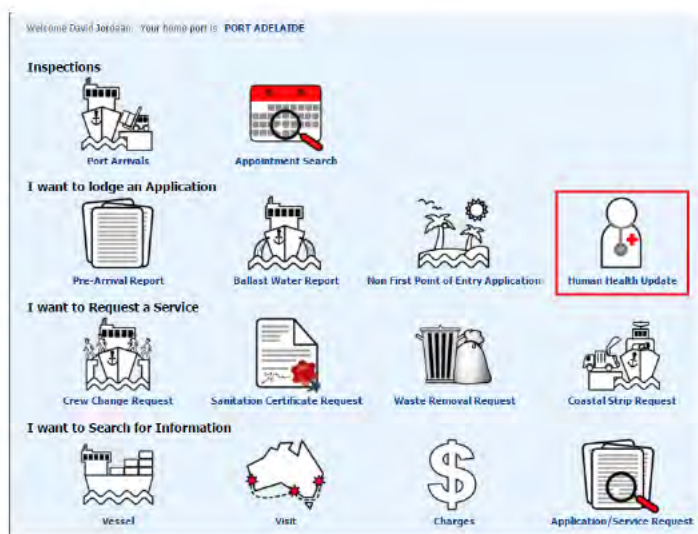 Welcome David Jordean Your home port is PORT ADELAIDE
Inspections
Port Arrivals Appointment Search
I want to lodge an Application
Pre-Arrival Report Ballast Water Report Non First Point of Entry Application Human Health Update
I want to Request a Service
Crew Change Request Sanitation Certificate Request Waste Removal Request Coastal Strip Request
I want to Search for Information
Vessel Visit Charges Application/Service Request